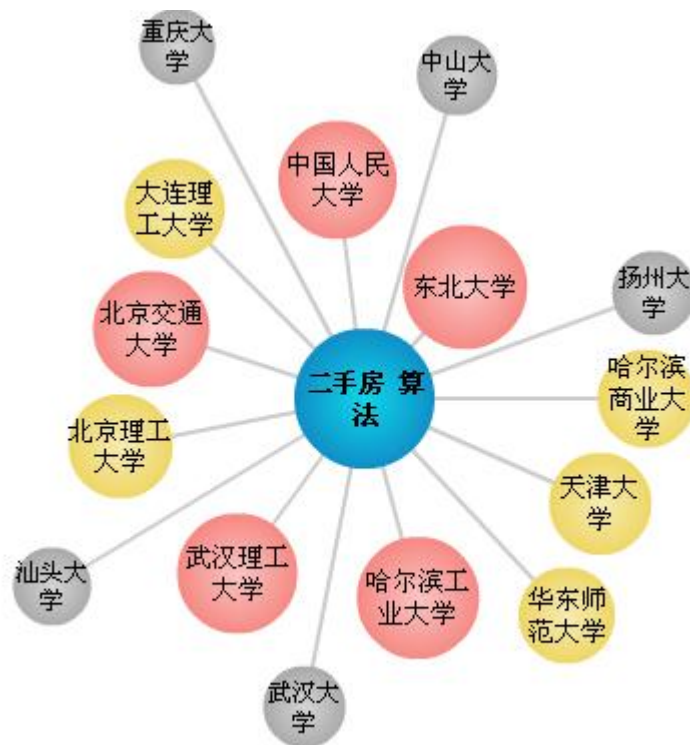 重庆大
学
中山大
学
中国人民
大学
大连理
工大学
东北大学
扬州大
学
北京交通
大学
二手房 算
法
哈尔滨
商业大
学
北京理工
大学
天津大
学
汕头大
学
武汉理工
大学
哈尔滨工
业大学
华东师
范大学
武汉大
学